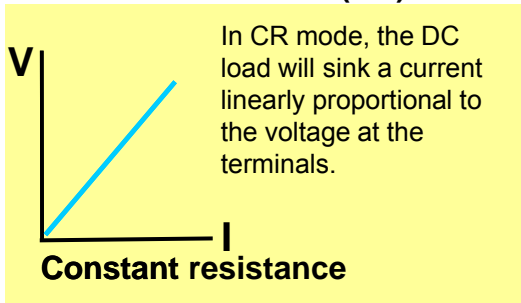 In CR mode, the DC
load will sink a current
linearly proportional to
the voltage at the
terminals.
V
I
Constant resistance